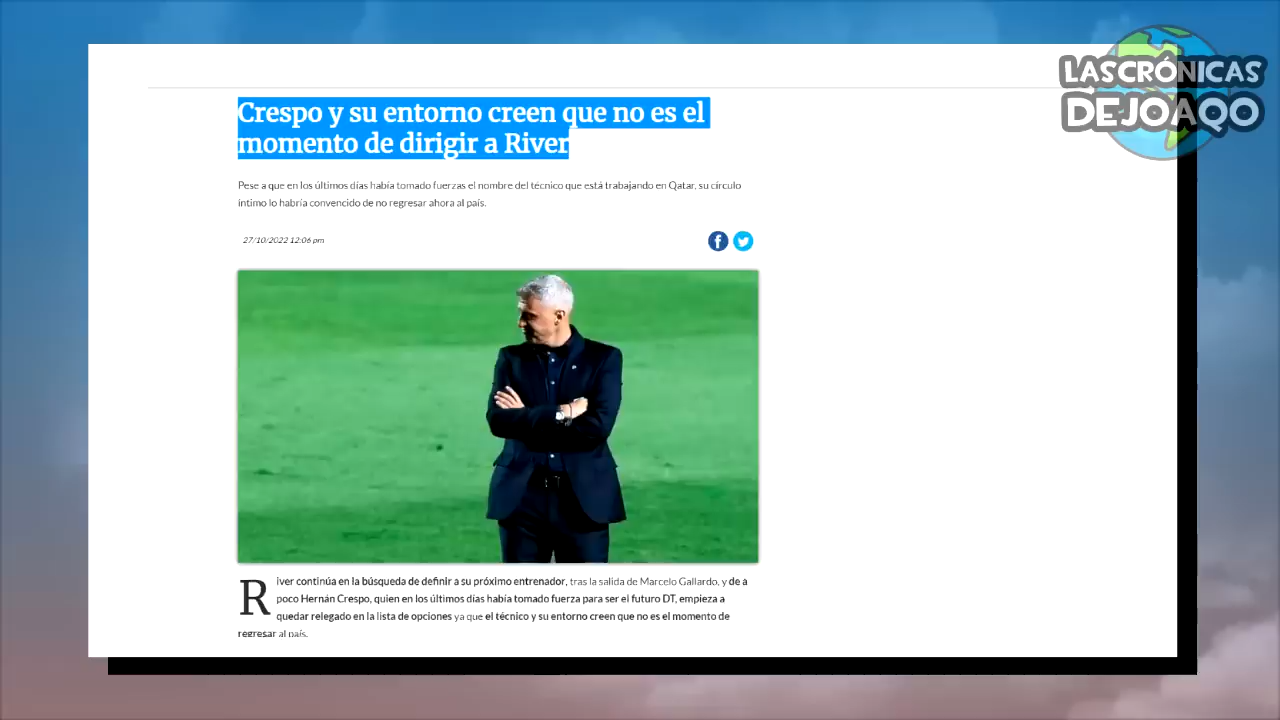 LAS CRÓNICAS
DE JOAQO
Crespo y su entorno creen que no es el
momento de dirigir a River
Pese a que en los últimos días había tomado fuerzas el nombre del técnico que está trabajando en Qatar, su círculo
intimo lo habría convencido de no regresar ahora al país.
27/10/2022 12:06 pm
River continúa en la búsqueda de definir a su próximo entrenador, tras la salida de Marcelo Gallardo, y de a
poco Hernán Crespo, quien en los últimos días había tomado fuerza para ser el futuro DT, empieza a
quedar relegado en la lista de opciones ya que el técnico y su entorno creen que no es el momento de
regresar al país.